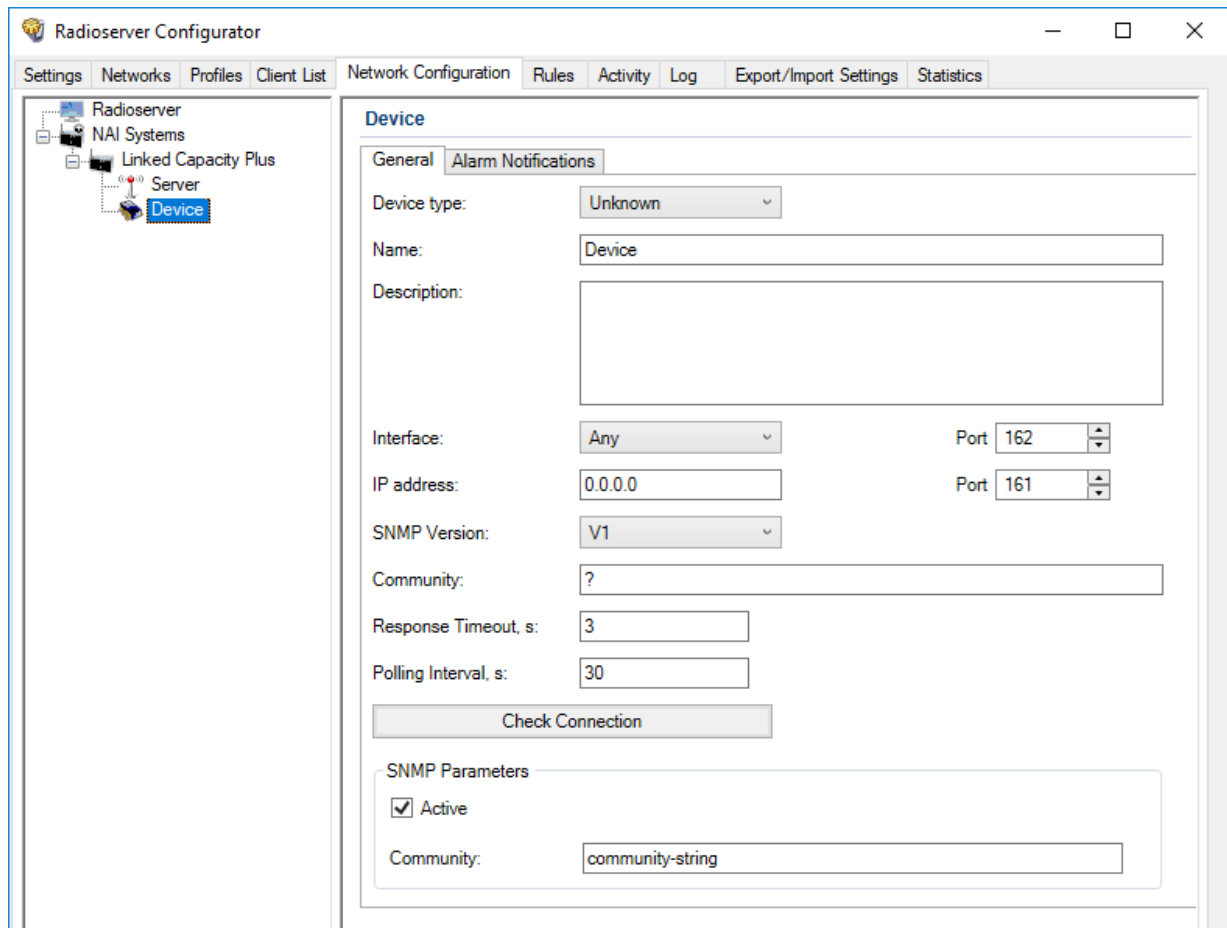 Radioserver Configurator
Settings Networks Profiles Client List Network Configuration Rules Activity Log Export/Import Settings Statistics
Radioserver
NAI Systems
Linked Capacity Plus
Server
Device
Device
General Alarm Notifications
Device type: Unknown
Name: Device
Description:
Interface: Any Port 162
IP address: 0.0.0.0 Port 161
SNMP Version: V1
Community: ?
Response Timeout, s: 3
Polling Interval, s: 30
Check Connection
SNMP Parameters
Active
Community: community-string